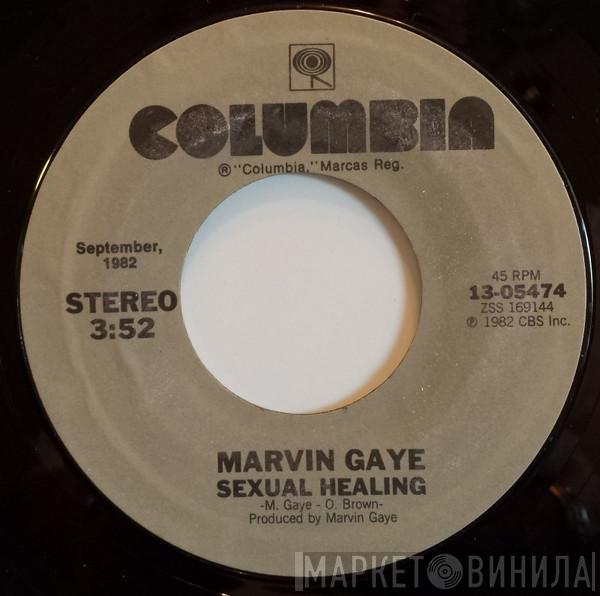 COLUMBIA
® "Columbia," Marcas Reg.
September,
1982
STEREO
3:52
45 RPM
13-05474
ZSS 169144
℗ 1982 CBS Inc.
MARVIN GAYE
SEXUAL HEALING
-M. Gaye - O. Brown-
Produced by Marvin Gaye
МАРКЕТ ВИНИЛА